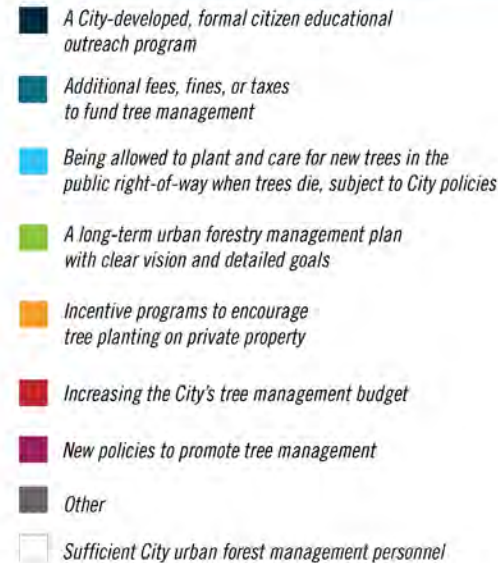 A City-developed, formal citizen educational
outreach program
Additional fees, fines, or taxes
to fund tree management
Being allowed to plant and care for new trees in the
public right-of-way when trees die, subject to City policies
A long-term urban forestry management plan
with clear vision and detailed goals
Incentive programs to encourage
tree planting on private property
Increasing the City's tree management budget
New policies to promote tree management
Other
Sufficient City urban forest management personnel